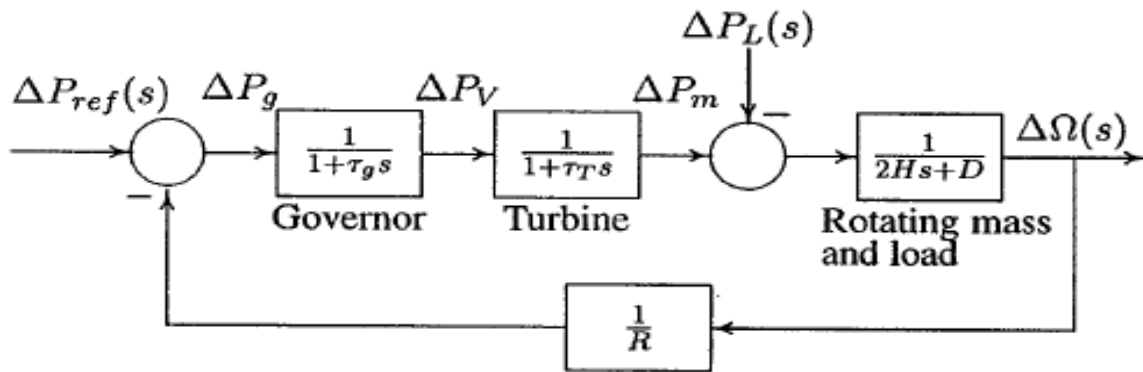 ΔP_L(s)
ΔP_ref(s) ΔP_g ΔP_V ΔP_m ΔΩ(s)
− −
1/(1+τ_g s) 1/(1+τ_T s) 1/(2Hs+D)
Governor Turbine Rotating mass
and load
1/R